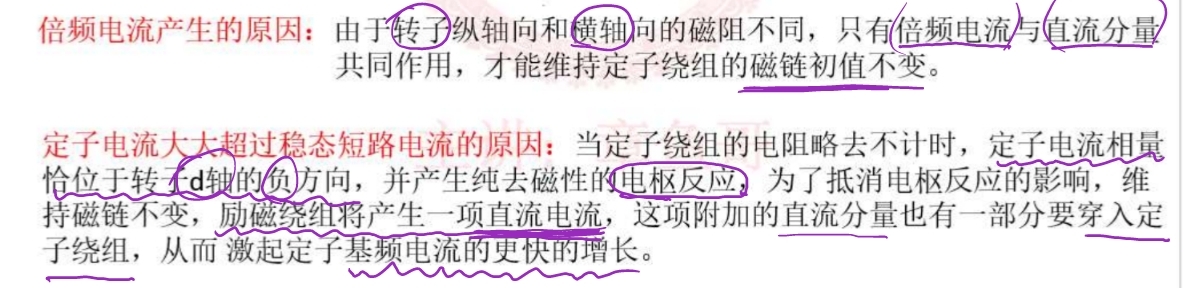 倍频电流产生的原因：由于转子纵轴向和横轴向的磁阻不同，只有倍频电流与直流分量
共同作用，才能维持定子绕组的磁链初值不变。
定子电流大大超过稳态短路电流的原因：当定子绕组的电阻略去不计时，定子电流相量
恰位于转子d轴的负方向，并产生纯去磁性的电枢反应，为了抵消电枢反应的影响，维
持磁链不变，励磁绕组将产生一项直流电流，这项附加的直流分量也有一部分要穿入定
子绕组，从而 激起定子基频电流的更快的增长。